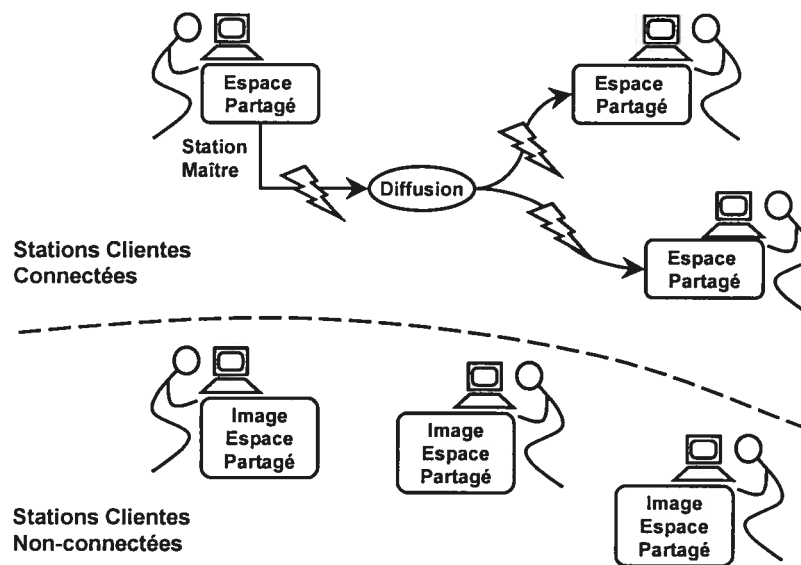 Espace
Partagé
Espace
Partagé
Station
Maître
Diffusion
Espace
Partagé
Stations Clientes
Connectées
Image
Espace
Partagé
Image
Espace
Partagé
Image
Espace
Partagé
Stations Clientes
Non-connectées